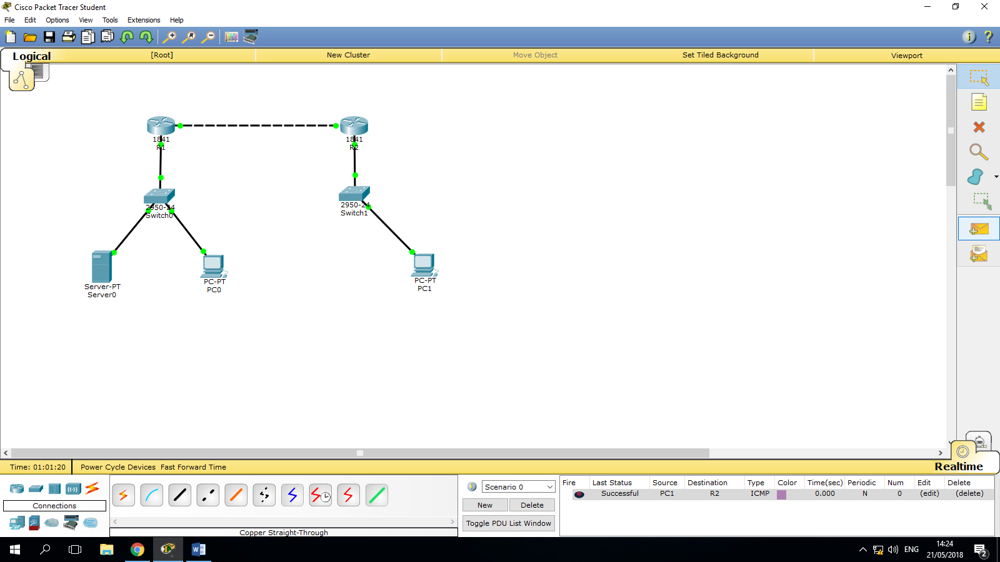 Cisco Packet Tracer Student
File Edit Options View Tools Extensions Help
Logical [Root] New Cluster Move Object Set Tiled Background Viewport
1841
R1
1841
R2
2950-24
Switch0
2950-24
Switch1
Server-PT
Server0
PC-PT
PC0
PC-PT
PC1
Time: 01:01:20 Power Cycle Devices Fast Forward Time
Realtime
Connections
Copper Straight-Through
Scenario 0
New Delete
Toggle PDU List Window
Fire Last Status Source Destination Type Color Time(sec) Periodic Num Edit Delete
Successful PC1 R2 ICMP 0.000 N 0 (edit) (delete)
ENG
14:24
21/05/2018
2